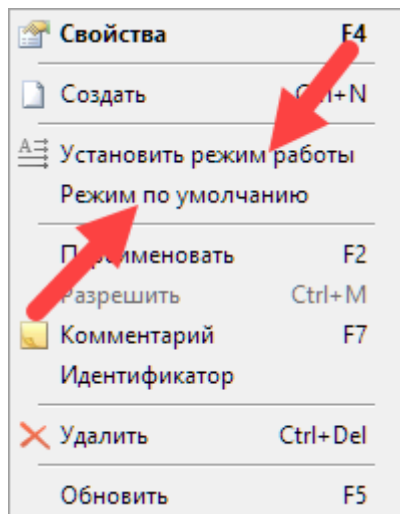 Свойства F4
Создать Ctrl+N
Установить режим работы
Режим по умолчанию
Переименовать F2
Разрешить Ctrl+M
Комментарий F7
Идентификатор
Удалить Ctrl+Del
Обновить F5